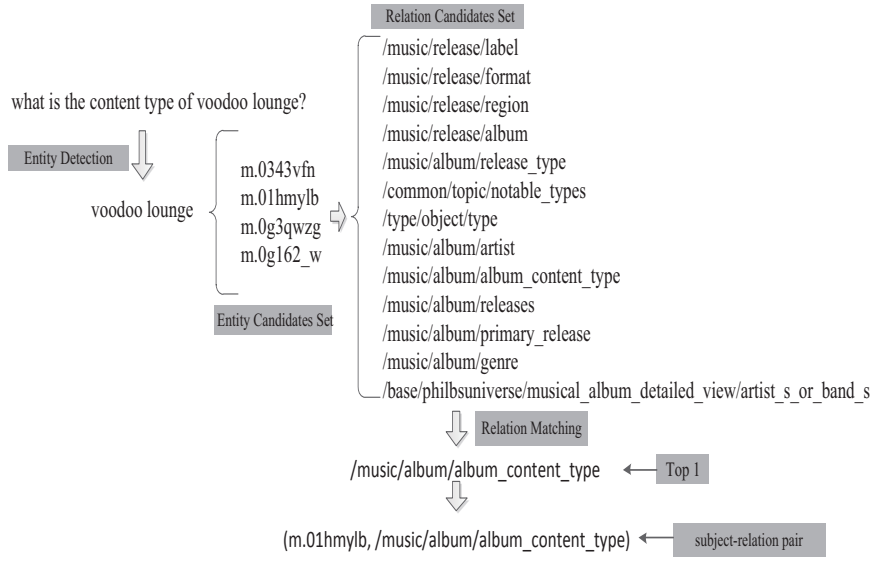 Relation Candidates Set
/music/release/label
/music/release/format
/music/release/region
/music/release/album
/music/album/release_type
/common/topic/notable_types
/type/object/type
/music/album/artist
/music/album/album_content_type
/music/album/releases
/music/album/primary_release
/music/album/genre
/base/philbsuniverse/musical_album_detailed_view/artist_s_or_band_s
what is the content type of voodoo lounge?
Entity Detection
voodoo lounge
m.0343vfn
m.01hmylb
m.0g3qwzg
m.0g162_w
Entity Candidates Set
Relation Matching
/music/album/album_content_type
Top 1
(m.01hmylb, /music/album/album_content_type)
subject-relation pair